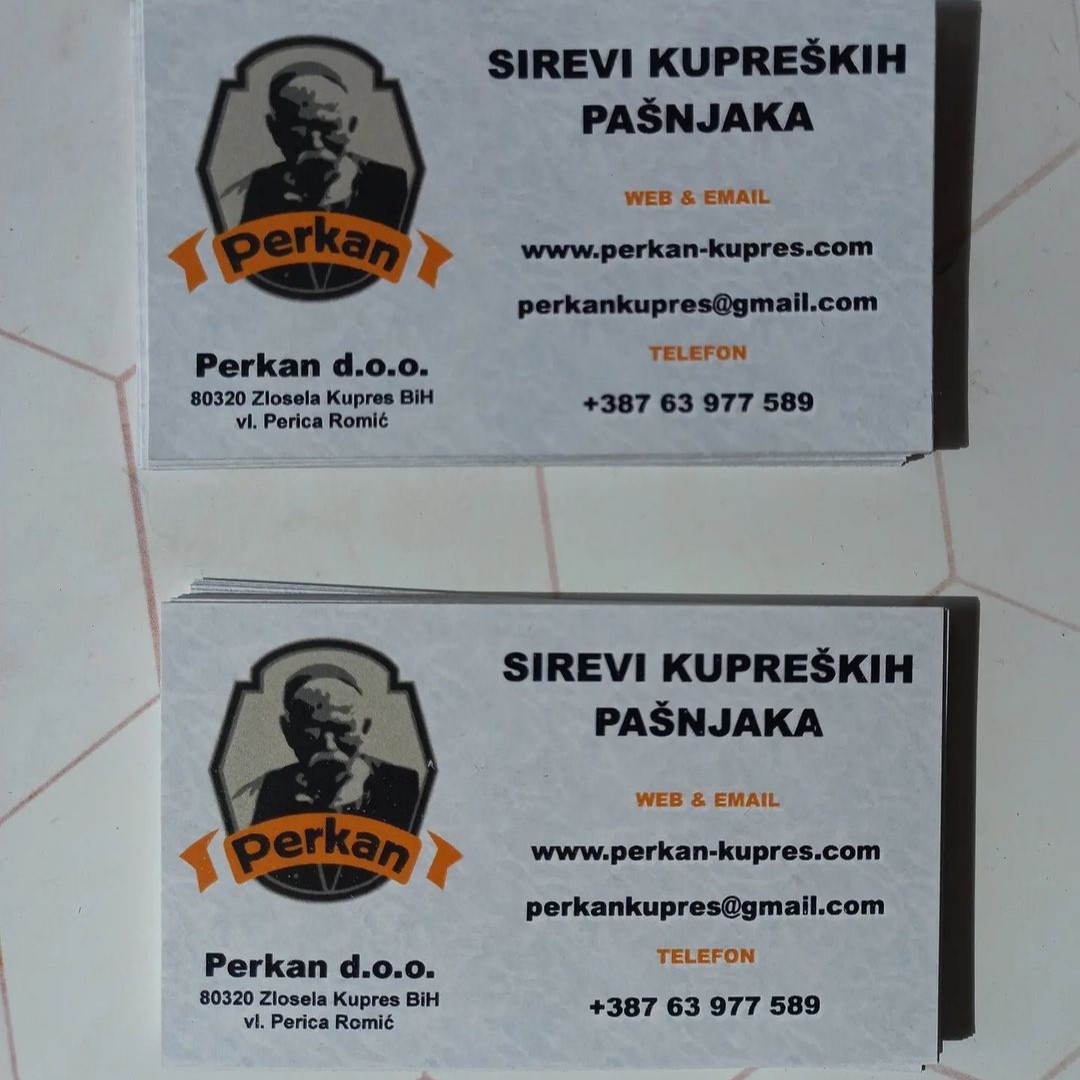 Perkan
Perkan d.o.o.
80320 Zlosela Kupres BiH
vl. Perica Romić
SIREVI KUPREŠKIH
PAŠNJAKA
WEB & EMAIL
www.perkan-kupres.com
perkankupres@gmail.com
TELEFON
+387 63 977 589
Perkan
Perkan d.o.o.
80320 Zlosela Kupres BiH
vl. Perica Romić
SIREVI KUPREŠKIH
PAŠNJAKA
WEB & EMAIL
www.perkan-kupres.com
perkankupres@gmail.com
TELEFON
+387 63 977 589